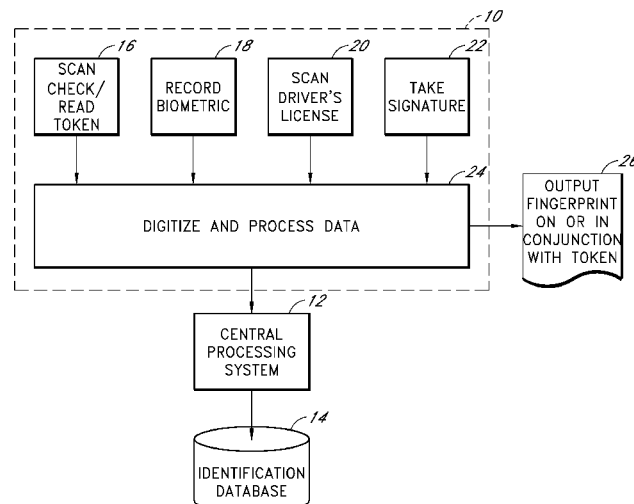 10
16
18
20
22
SCAN
CHECK/
READ
TOKEN
RECORD
BIOMETRIC
SCAN
DRIVER'S
LICENSE
TAKE
SIGNATURE
24
DIGITIZE AND PROCESS DATA
26
OUTPUT
FINGERPRINT
ON OR IN
CONJUNCTION
WITH TOKEN
12
CENTRAL
PROCESSING
SYSTEM
14
IDENTIFICATION
DATABASE